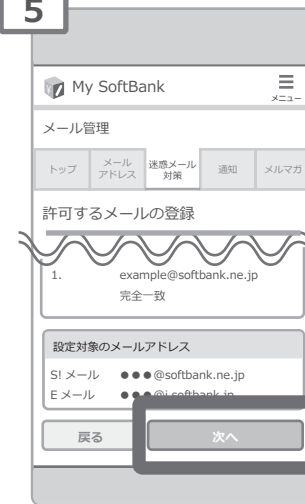 5
My SoftBank
メニュー
メール管理
トップ
メール
アドレス
迷惑メール
対策
通知
メルマガ
許可するメールの登録
1. example@softbank.ne.jp
完全一致
設定対象のメールアドレス
S! メール ●●●@softbank.ne.jp
E メール ●●●@i.softbank.jp
戻る
次へ